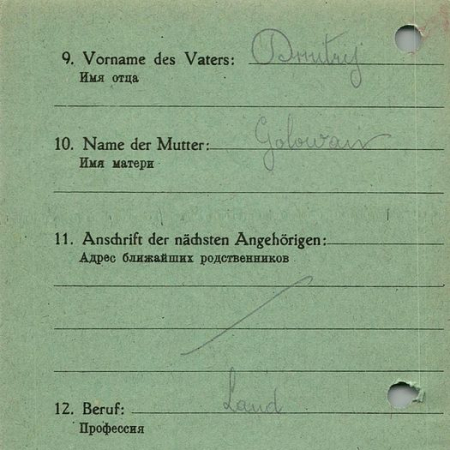 9. Vorname des Vaters: Dmitrij
Имя отца
10. Name der Mutter: Golowan
Имя матери
11. Anschrift der nächsten Angehörigen:
Адрес ближайших родственников
12. Beruf: Land
Профессия